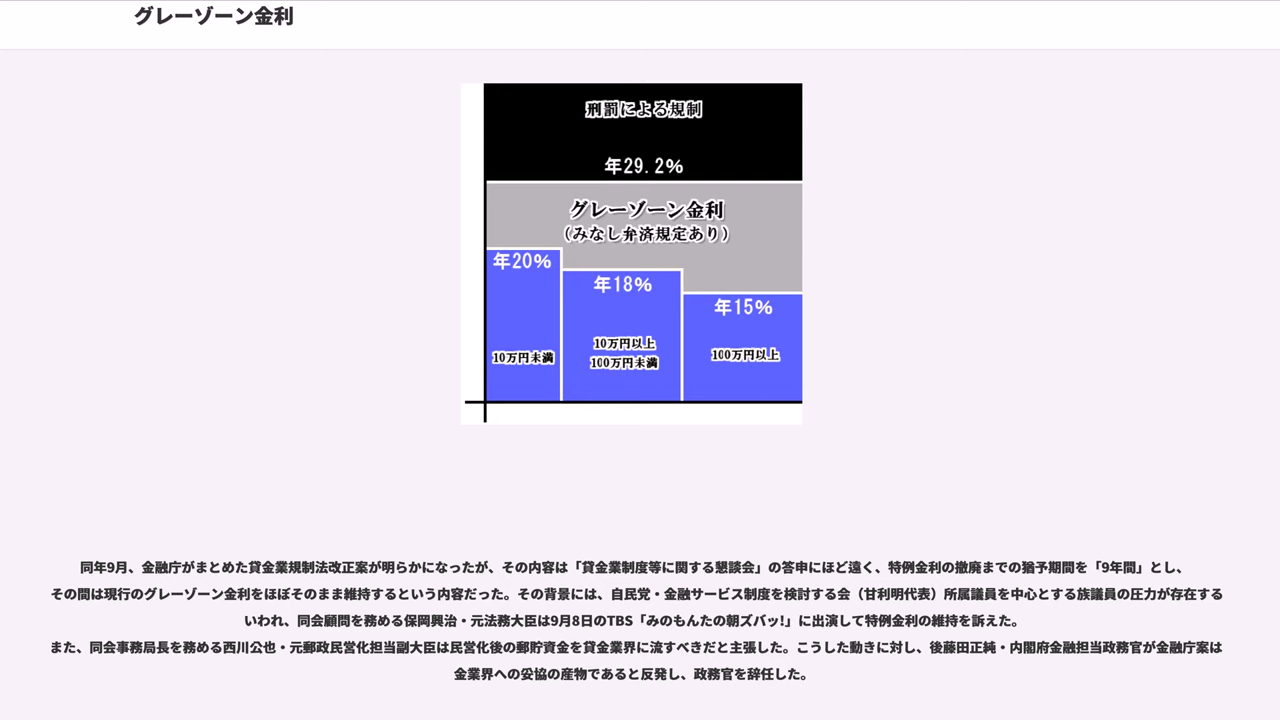 グレーゾーン金利
刑罰による規制
年29.2%
グレーゾーン金利
(みなし弁済規定あり)
年20%
年18%
年15%
10万円未満
10万円以上
100万円未満
100万円以上
同年9月、金融庁がまとめた貸金業規制法改正案が明らかになったが、その内容は「貸金業制度等に関する懇談会」の答申にほど遠く、特例金利の撤廃までの猶予期間を「9年間」とし、
その間は現行のグレーゾーン金利をほぼそのまま維持するという内容だった。その背景には、自民党・金融サービス制度を検討する会（甘利明代表）所属議員を中心とする族議員の圧力が存在する
いわれ、同会顧問を務める保岡興治・元法務大臣は9月8日のTBS「みのもんたの朝ズバッ!」に出演して特例金利の維持を訴えた。
また、同会事務局長を務める西川公也・元郵政民営化担当副大臣は民営化後の郵貯資金を貸金業界に流すべきだと主張した。こうした動きに対し、後藤田正純・内閣府金融担当政務官が金融庁案は
金業界への妥協の産物であると反発し、政務官を辞任した。